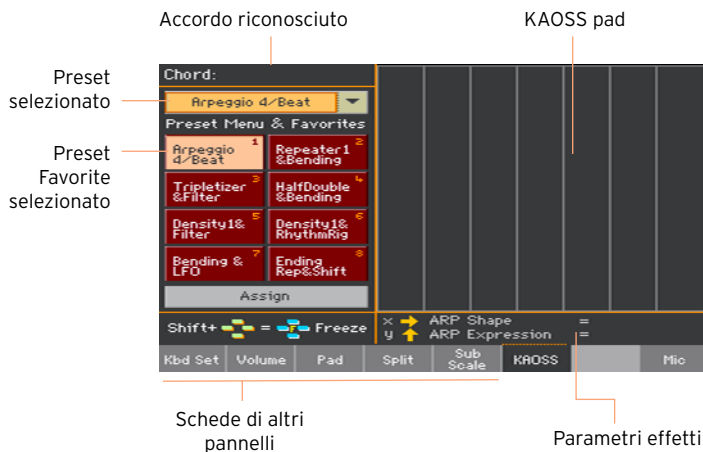 Accordo riconosciuto
KAOSS pad
Preset
selezionato
Preset
Favorite
selezionato
Chord:
Arpeggio 4/Beat
Preset Menu & Favorites
Arpeggio
4/Beat
1
Repeater1
&Bending
2
Tripletizer
&Filter
3
HalfDouble
&Bending
4
Density1&
Filter
5
Density1&
RhythmRig
6
Bending &
LFO
7
Ending
Rep&Shift
8
Assign
Shift+ = F Freeze
x ARP Shape =
y ARP Expression =
Kbd Set Volume Pad Split Sub Scale KAOSS Mic
Schede di altri
pannelli
Parametri effetti